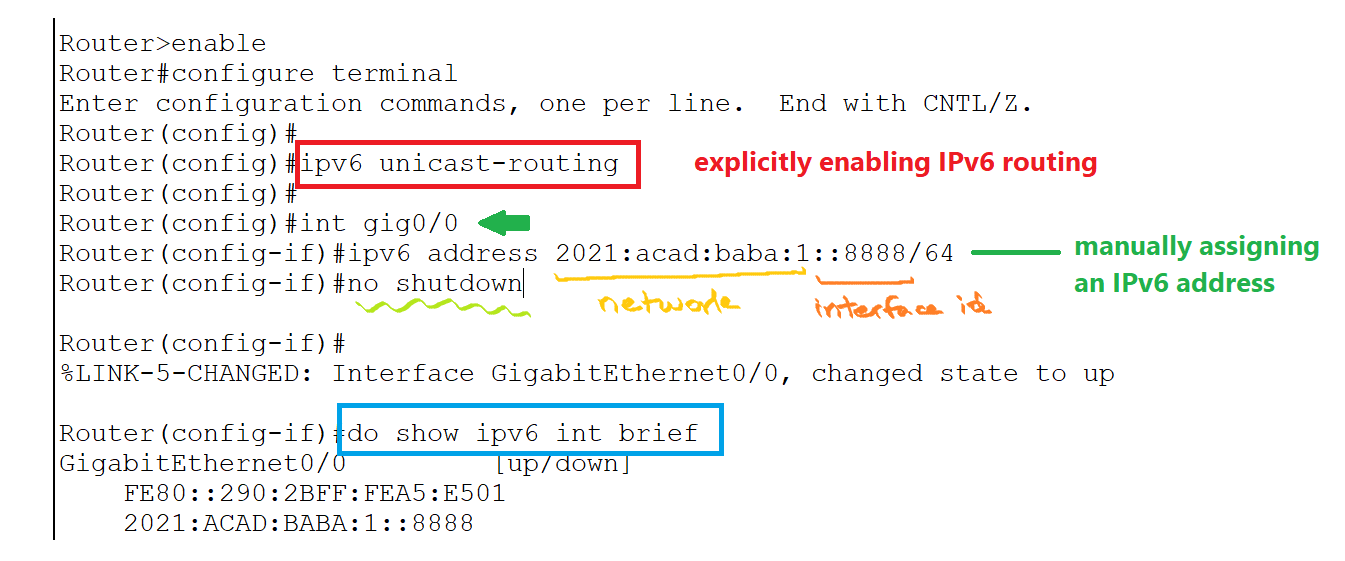 Router>enable
Router#configure terminal
Enter configuration commands, one per line.  End with CNTL/Z.
Router(config)#
Router(config)#ipv6 unicast-routing
explicitly enabling IPv6 routing
Router(config)#
Router(config)#int gig0/0
Router(config-if)#ipv6 address 2021:acad:baba:1::8888/64
manually assigning
an IPv6 address
Router(config-if)#no shutdown
network
interface id
Router(config-if)#
%LINK-5-CHANGED: Interface GigabitEthernet0/0, changed state to up
Router(config-if)#do show ipv6 int brief
GigabitEthernet0/0         [up/down]
    FE80::290:2BFF:FEA5:E501
    2021:ACAD:BABA:1::8888